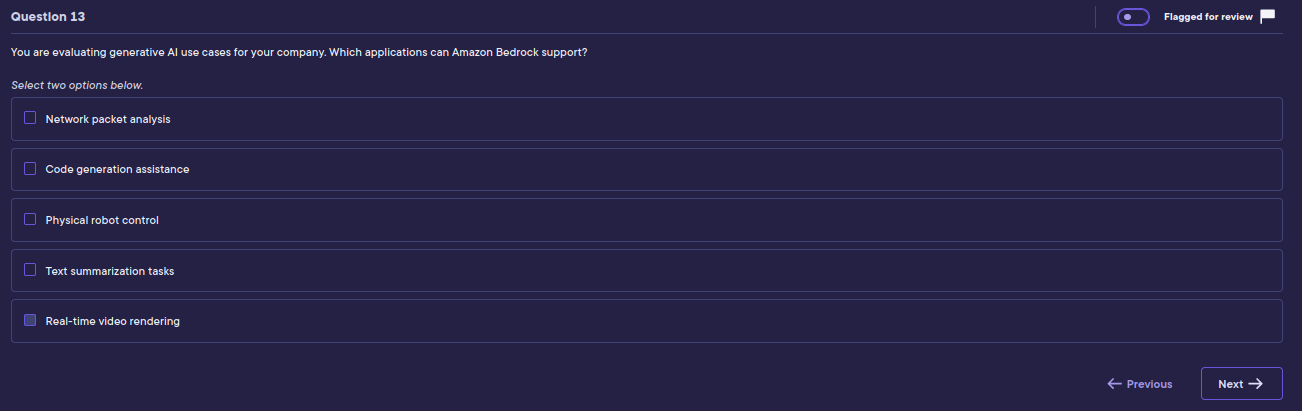 Question 13
Flagged for review
You are evaluating generative AI use cases for your company. Which applications can Amazon Bedrock support?
Select two options below.
Network packet analysis
Code generation assistance
Physical robot control
Text summarization tasks
Real-time video rendering
Previous
Next